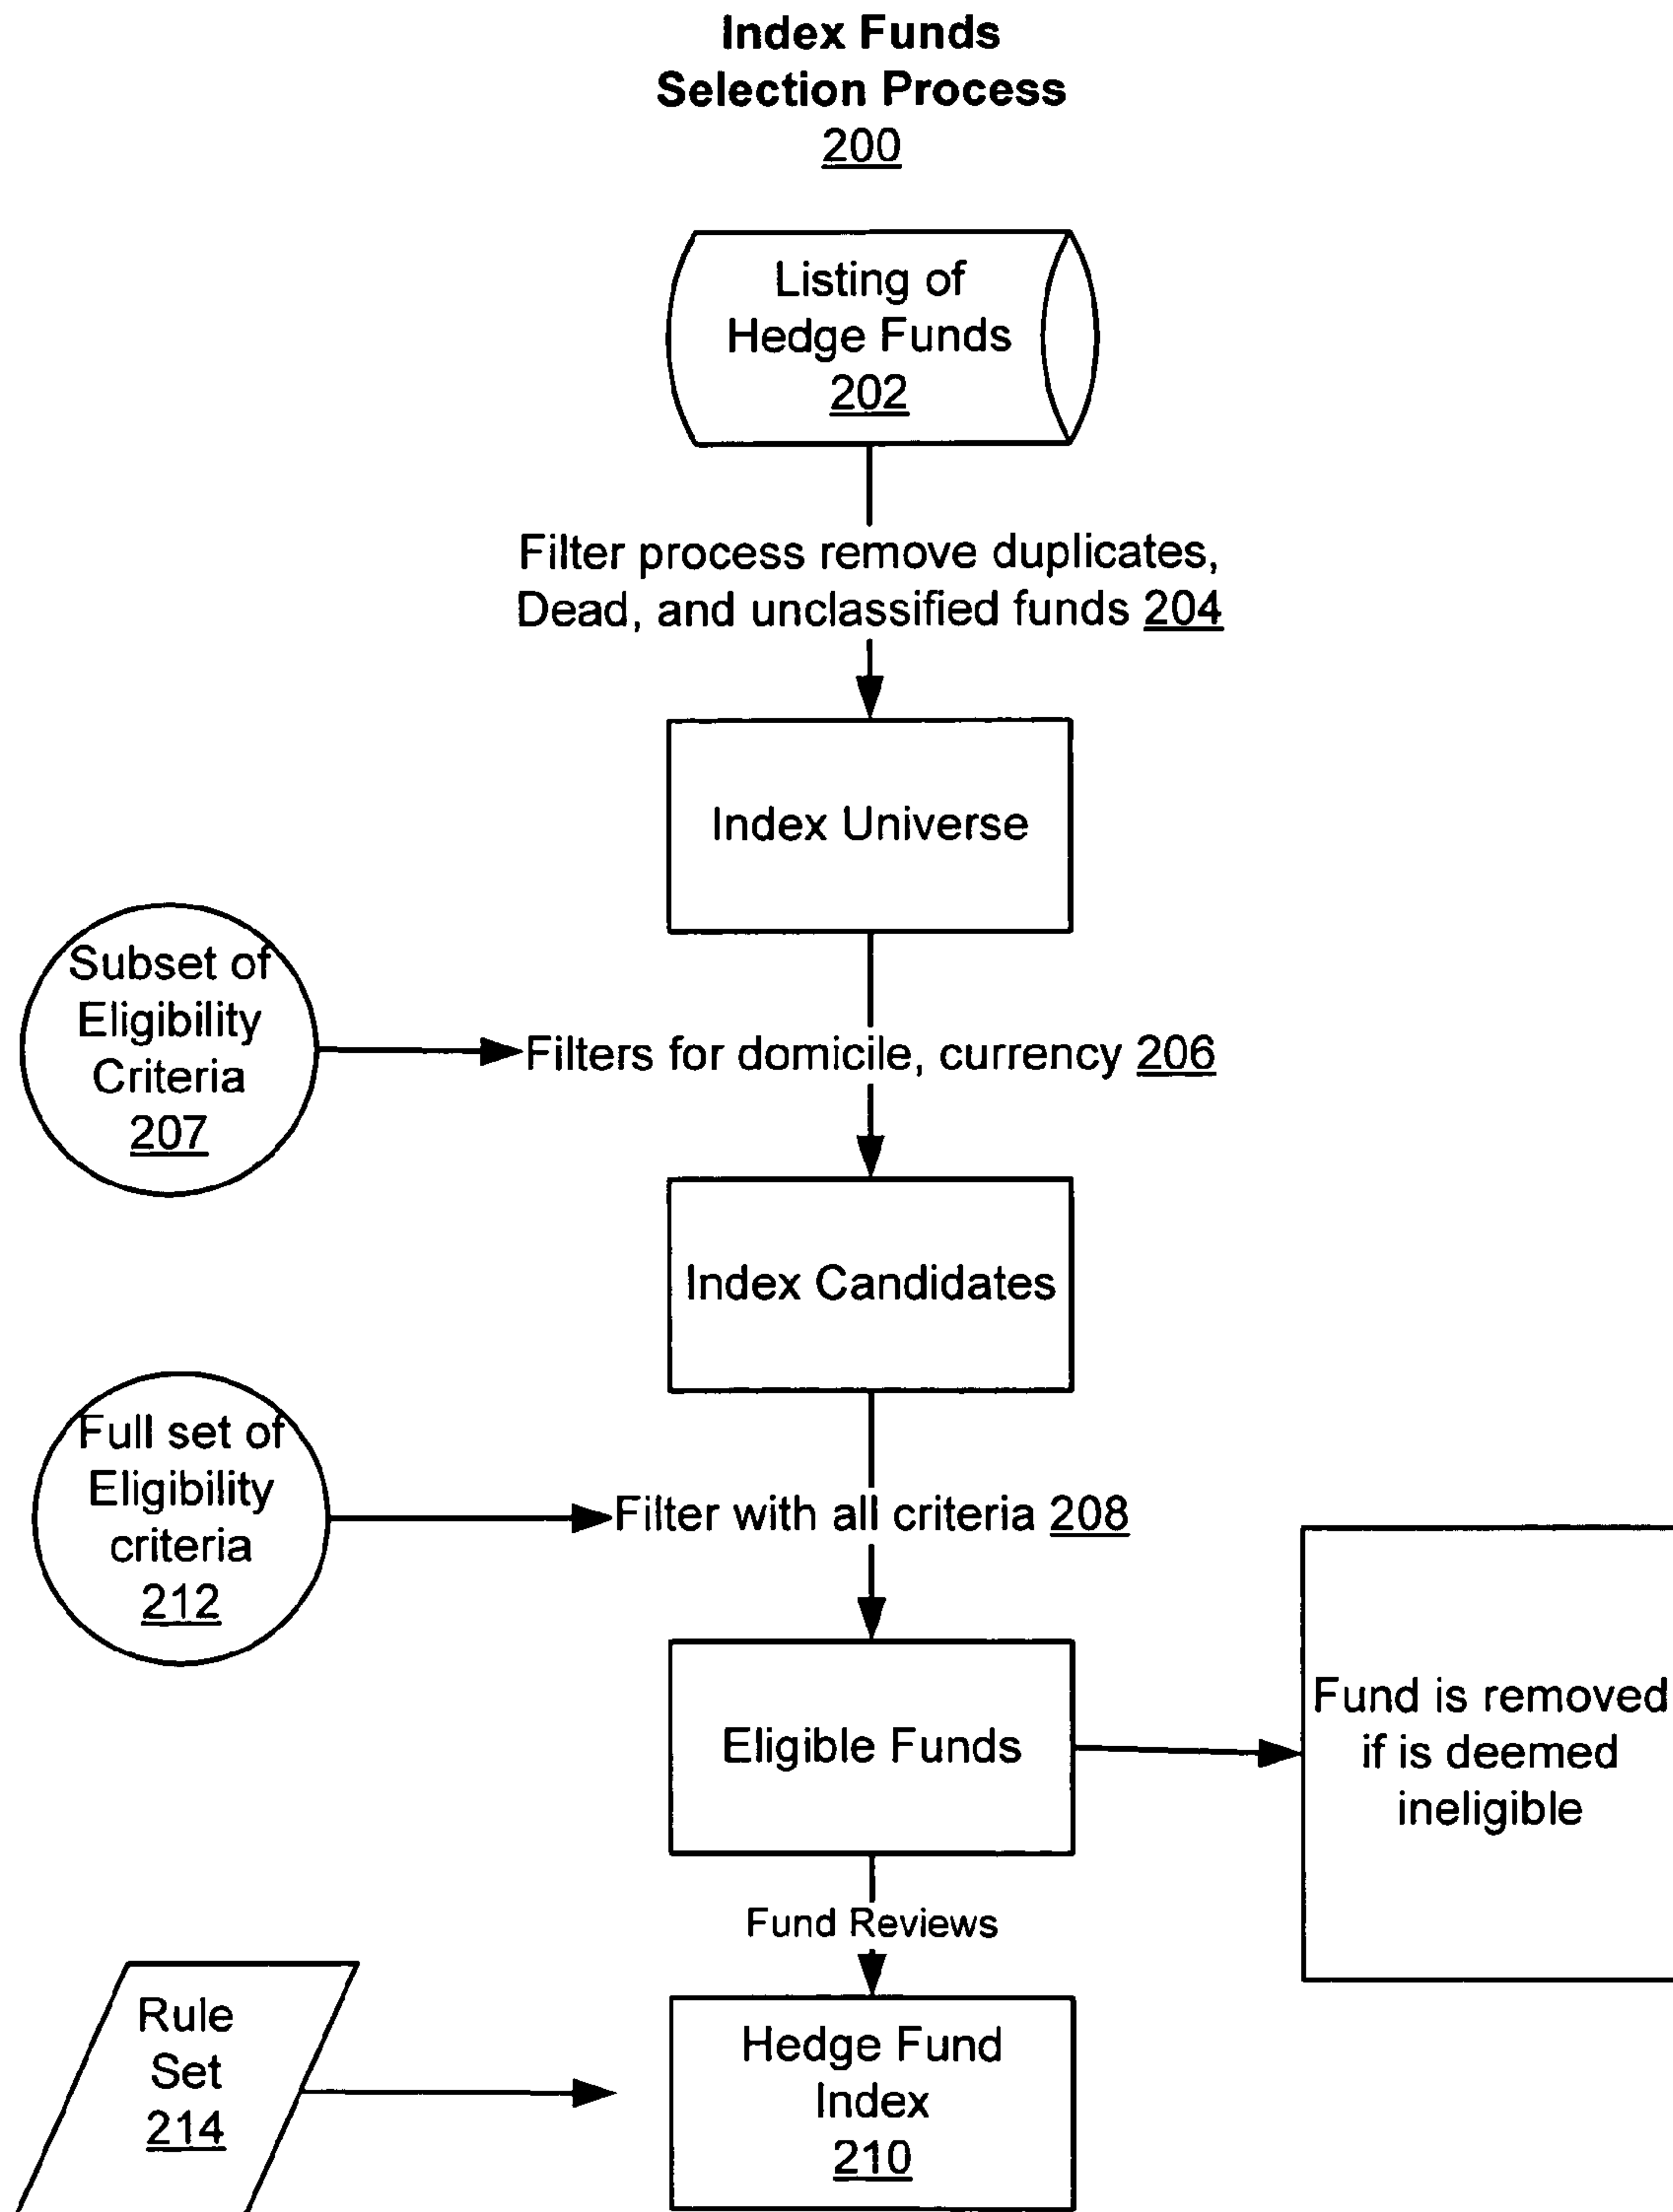 Index Funds
Selection Process
200
Listing of
Hedge Funds
202
Filter process remove duplicates,
Dead, and unclassified funds 204
Index Universe
Subset of
Eligibility
Criteria
207
Filters for domicile, currency 206
Index Candidates
Full set of
Eligibility
criteria
212
Filter with all criteria 208
Eligible Funds
Fund is removed
if is deemed
ineligible
Fund Reviews
Rule
Set
214
Hedge Fund
Index
210